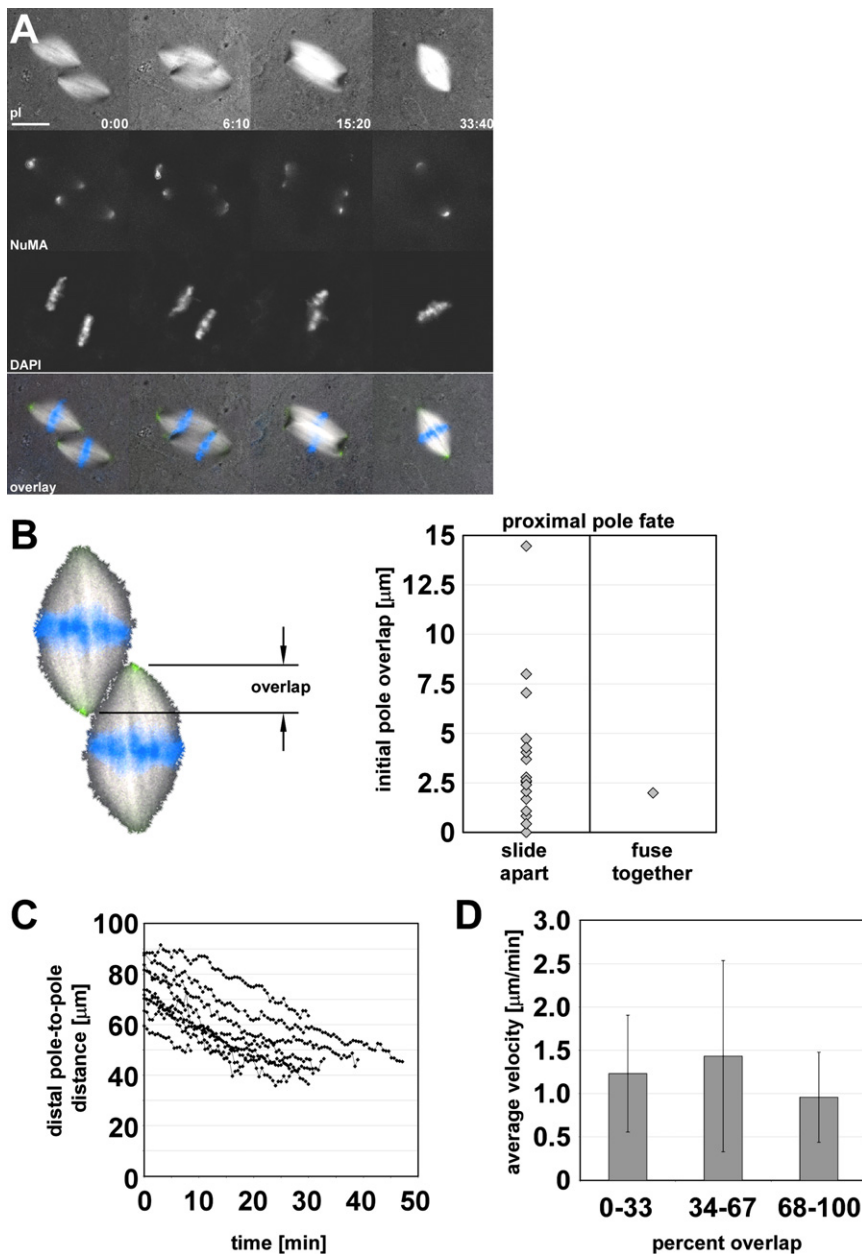 A
pl
0:00
6:10
15:20
33:40
NuMA
DAPI
overlay
B
overlap
proximal pole fate
initial pole overlap [µm]
15
12.5
10
7.5
5
2.5
0
slide apart
fuse together
C
distal pole-to-pole
distance [µm]
100
80
60
40
20
0
0 10 20 30 40 50
time [min]
D
average velocity [µm/min]
3.0
2.5
2.0
1.5
1.0
0.5
0
0-33 34-67 68-100
percent overlap